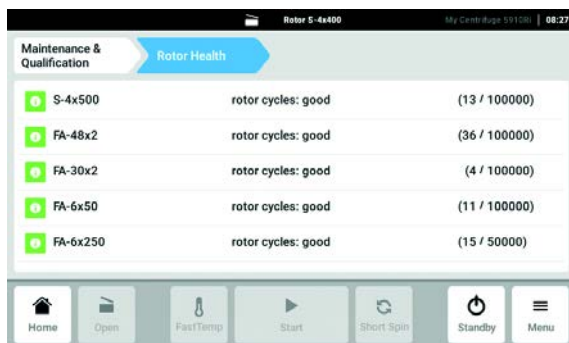 Rotor S-4x400
My Centrifuge 5910Ri | 08:27
Maintenance &
Qualification
Rotor Health
S-4x500 rotor cycles: good (13 / 100000)
FA-48x2 rotor cycles: good (36 / 100000)
FA-30x2 rotor cycles: good (4 / 100000)
FA-6x50 rotor cycles: good (11 / 100000)
FA-6x250 rotor cycles: good (15 / 50000)
Home
Open
FastTemp
Start
Short Spin
Standby
Menu